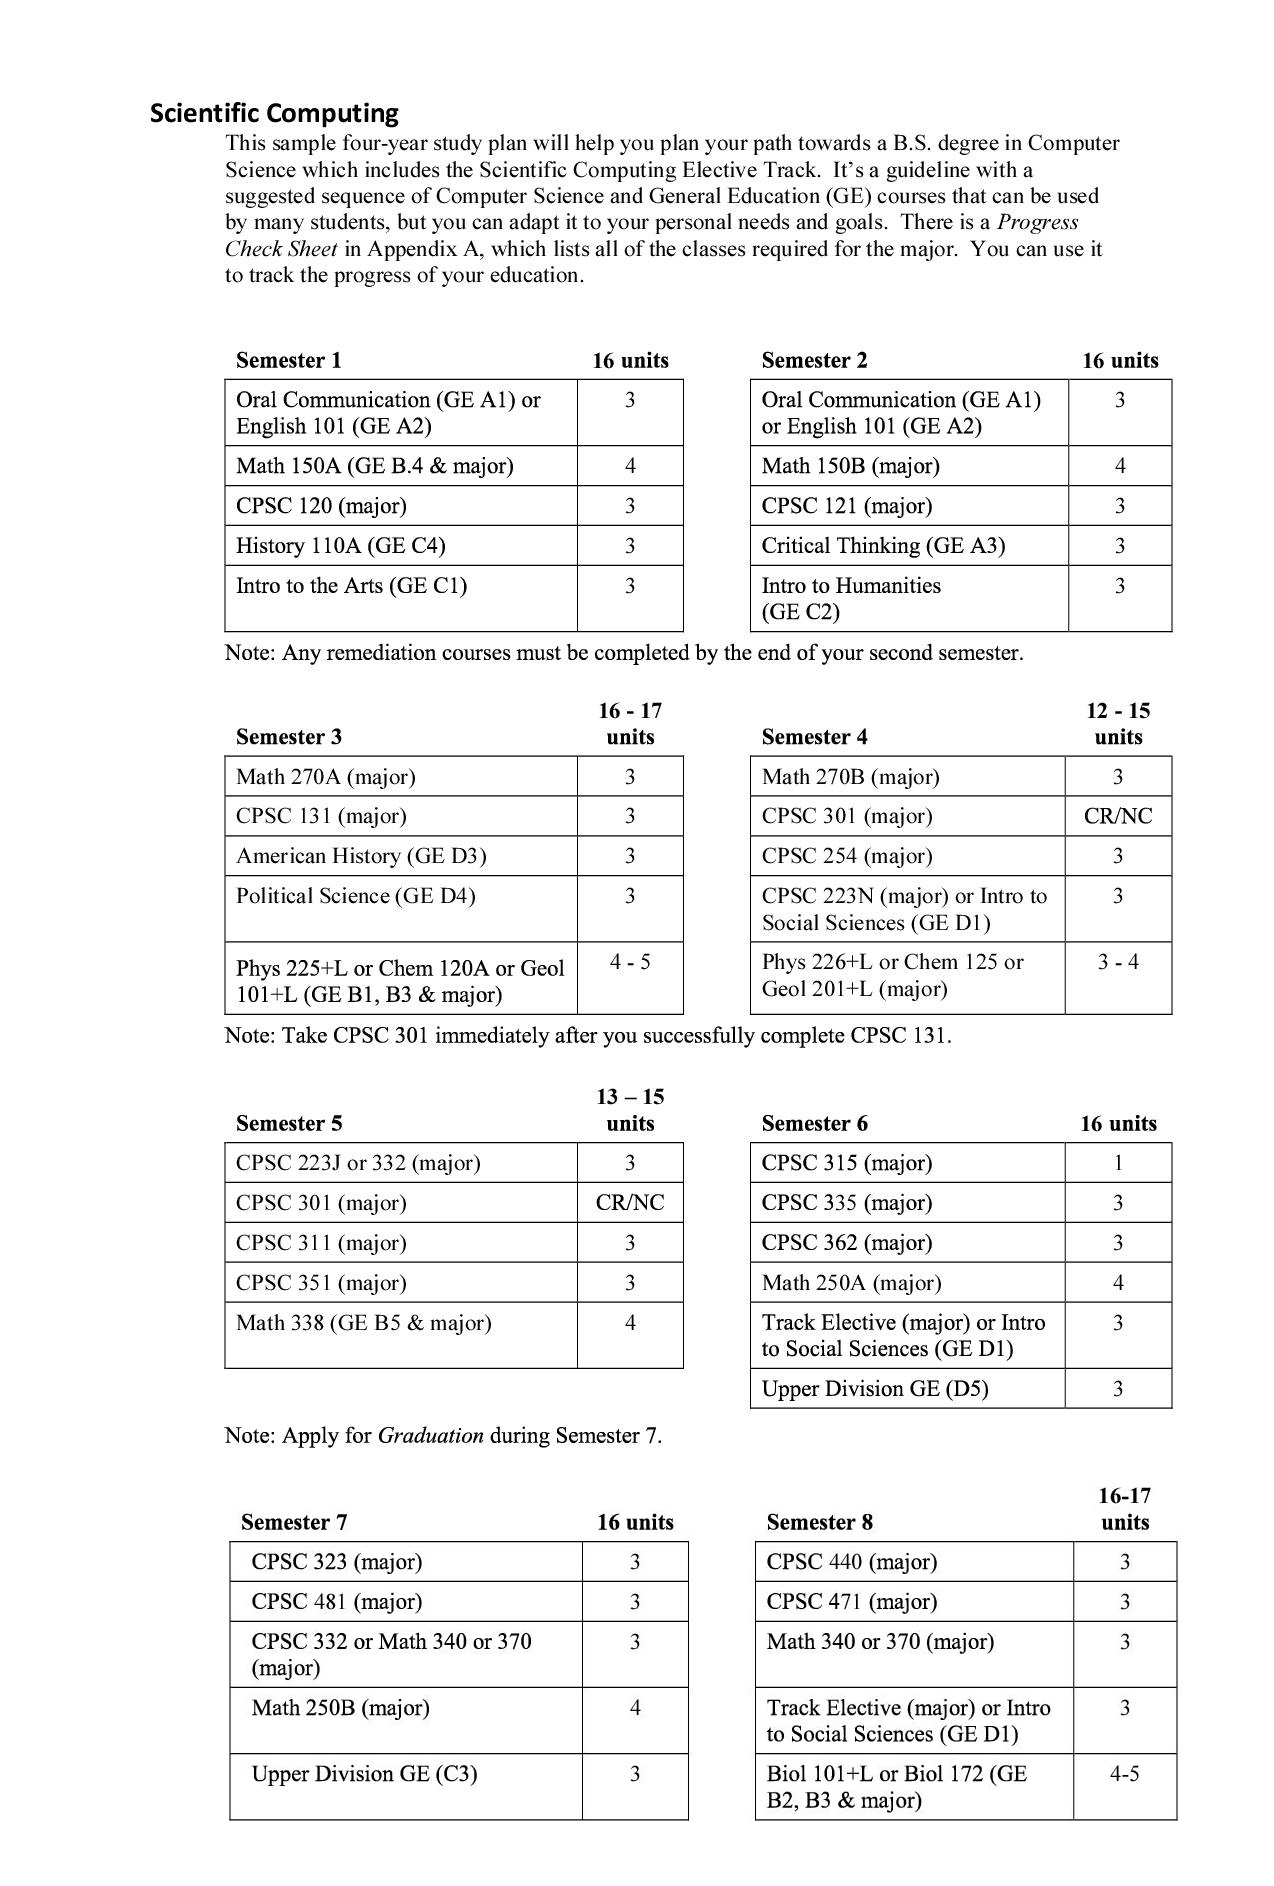 Scientific Computing
This sample four-year study plan will help you plan your path towards a B.S. degree in Computer
Science which includes the Scientific Computing Elective Track.  It's a guideline with a
suggested sequence of Computer Science and General Education (GE) courses that can be used
by many students, but you can adapt it to your personal needs and goals.  There is a Progress
Check Sheet in Appendix A, which lists all of the classes required for the major.  You can use it
to track the progress of your education.
Semester 1 16 units
Oral Communication (GE A1) or 3
English 101 (GE A2)
Math 150A (GE B.4 & major) 4
CPSC 120 (major) 3
History 110A (GE C4) 3
Intro to the Arts (GE C1) 3
Semester 2 16 units
Oral Communication (GE A1) 3
or English 101 (GE A2)
Math 150B (major) 4
CPSC 121 (major) 3
Critical Thinking (GE A3) 3
Intro to Humanities 3
(GE C2)
Note: Any remediation courses must be completed by the end of your second semester.
16 - 17
Semester 3 units
Math 270A (major) 3
CPSC 131 (major) 3
American History (GE D3) 3
Political Science (GE D4) 3
Phys 225+L or Chem 120A or Geol 4 - 5
101+L (GE B1, B3 & major)
12 - 15
Semester 4 units
Math 270B (major) 3
CPSC 301 (major) CR/NC
CPSC 254 (major) 3
CPSC 223N (major) or Intro to 3
Social Sciences (GE D1)
Phys 226+L or Chem 125 or 3 - 4
Geol 201+L (major)
Note: Take CPSC 301 immediately after you successfully complete CPSC 131.
13 – 15
Semester 5 units
CPSC 223J or 332 (major) 3
CPSC 301 (major) CR/NC
CPSC 311 (major) 3
CPSC 351 (major) 3
Math 338 (GE B5 & major) 4
Semester 6 16 units
CPSC 315 (major) 1
CPSC 335 (major) 3
CPSC 362 (major) 3
Math 250A (major) 4
Track Elective (major) or Intro 3
to Social Sciences (GE D1)
Upper Division GE (D5) 3
Note: Apply for Graduation during Semester 7.
Semester 7 16 units
CPSC 323 (major) 3
CPSC 481 (major) 3
CPSC 332 or Math 340 or 370 3
(major)
Math 250B (major) 4
Upper Division GE (C3) 3
16-17
Semester 8 units
CPSC 440 (major) 3
CPSC 471 (major) 3
Math 340 or 370 (major) 3
Track Elective (major) or Intro 3
to Social Sciences (GE D1)
Biol 101+L or Biol 172 (GE 4-5
B2, B3 & major)